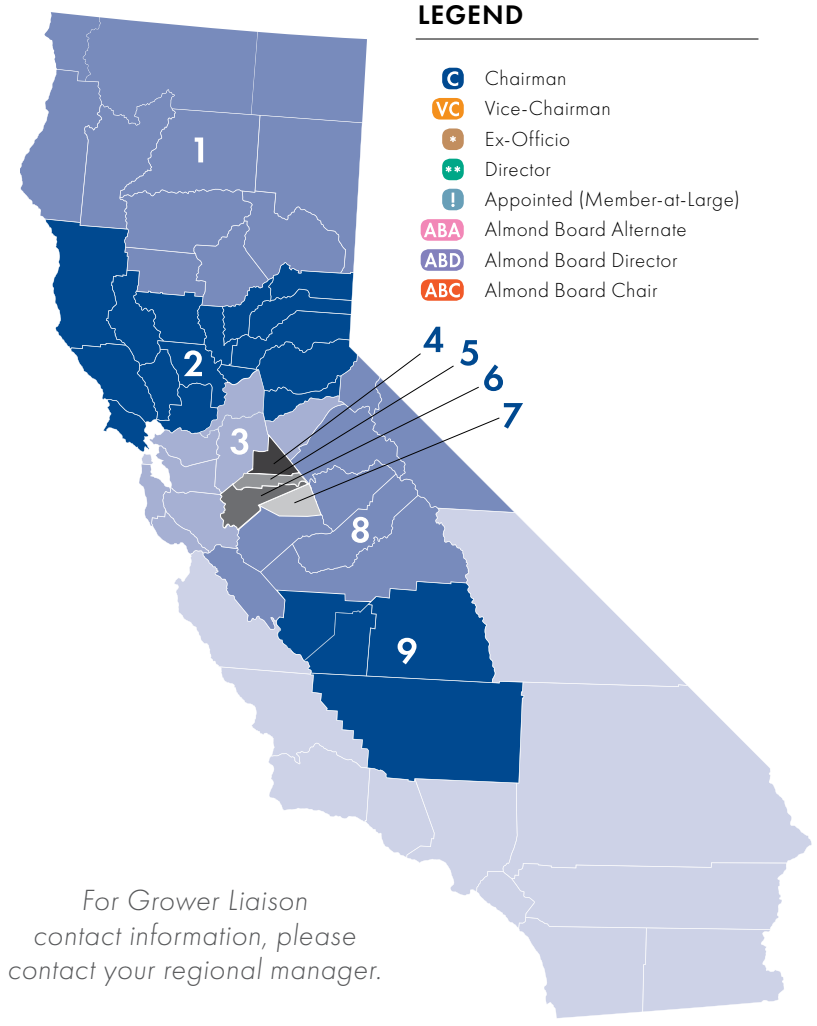 LEGEND
C Chairman
VC Vice-Chairman
* Ex-Officio
** Director
! Appointed (Member-at-Large)
ABA Almond Board Alternate
ABD Almond Board Director
ABC Almond Board Chair
1
2
3
4
5
6
7
8
9
For Grower Liaison
contact information, please
contact your regional manager.